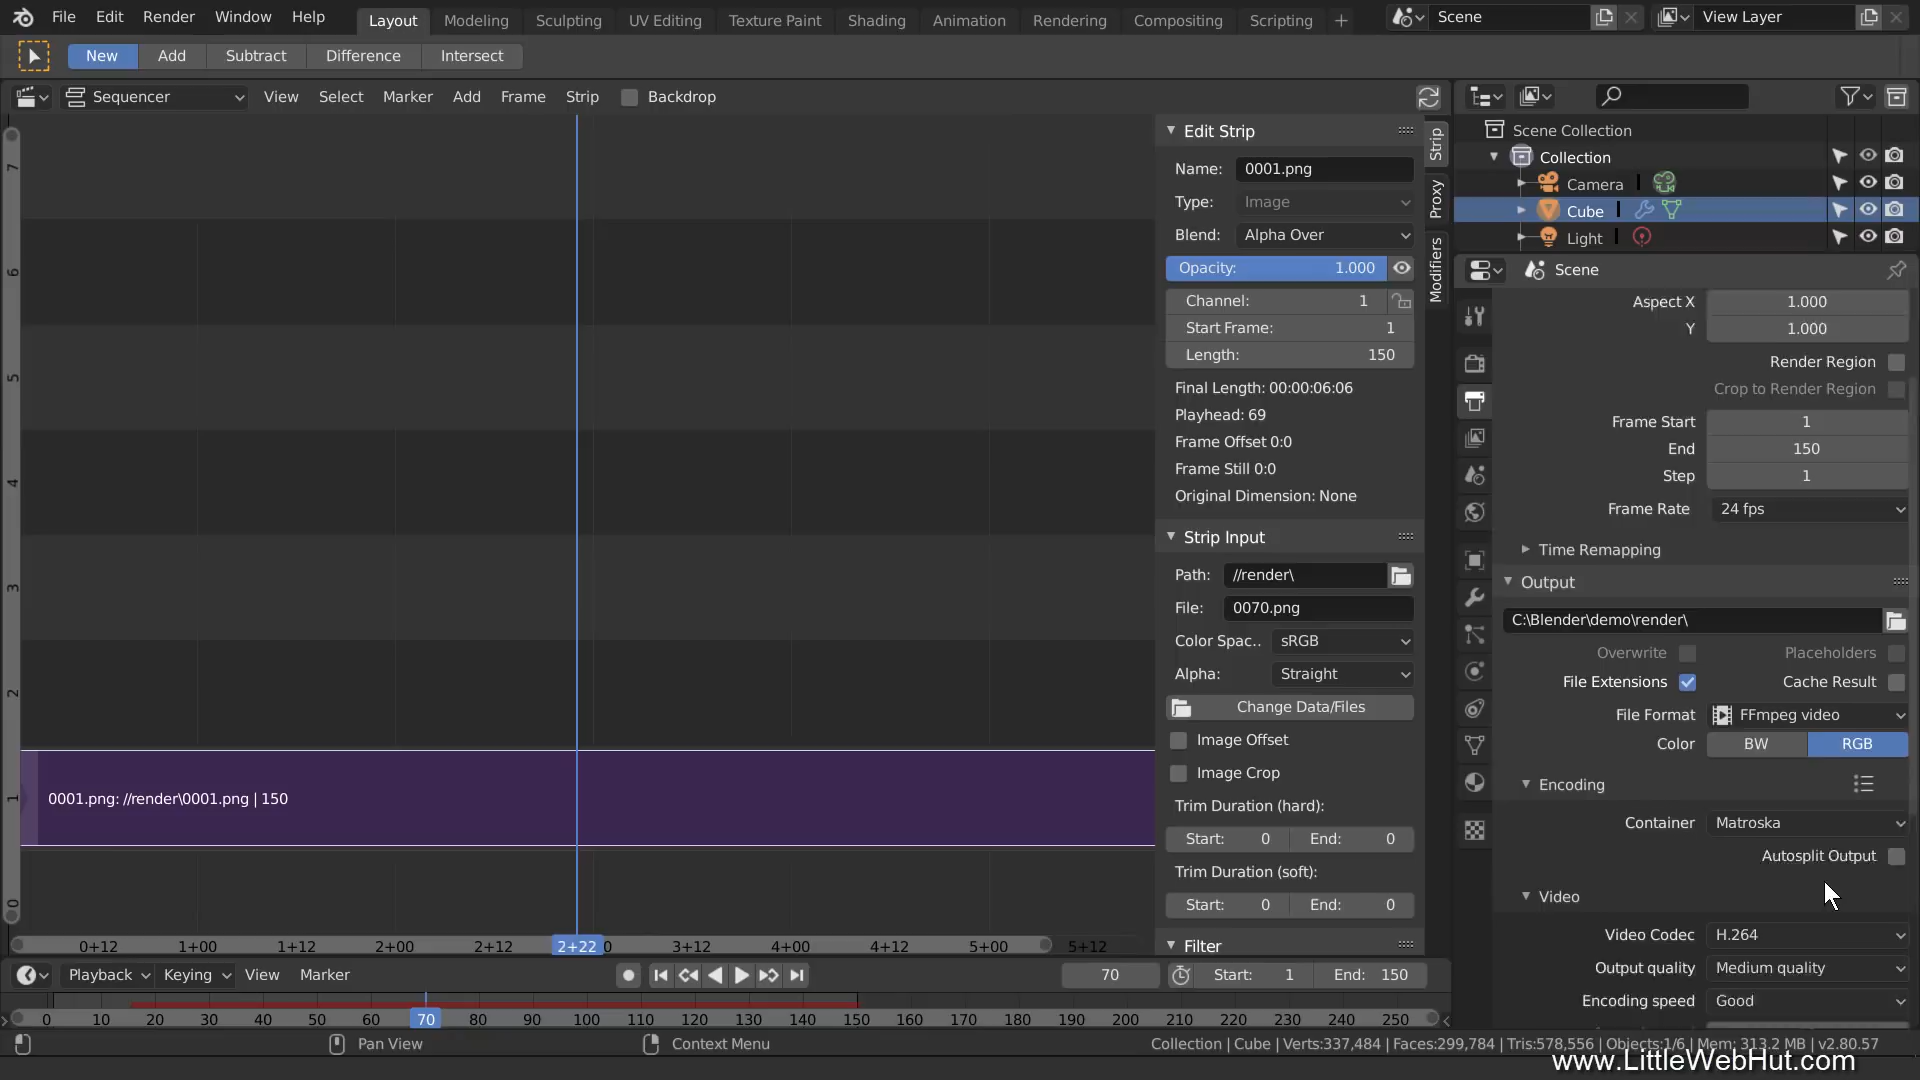 File Edit Render Window Help Layout Modeling Sculpting UV Editing Texture Paint Shading Animation Rendering Compositing Scripting + Scene View Layer
New Add Subtract Difference Intersect
Sequencer View Select Marker Add Frame Strip Backdrop
7
6
5
4
3
2
1
0
0001.png: //render\0001.png | 150
0+12 1+00 1+12 2+00 2+12 2+22 0 3+12 4+00 4+12 5+00 5+12
Edit Strip
Name: 0001.png
Type: Image
Blend: Alpha Over
Opacity: 1.000
Channel: 1
Start Frame: 1
Length: 150
Final Length: 00:00:06:06
Playhead: 69
Frame Offset 0:0
Frame Still 0:0
Original Dimension: None
Strip Input
Path: //render\
File: 0070.png
Color Spac.. sRGB
Alpha: Straight
Change Data/Files
Image Offset
Image Crop
Trim Duration (hard):
Start: 0 End: 0
Trim Duration (soft):
Start: 0 End: 0
Filter
Strip
Proxy
Modifiers
Scene Collection
Collection
Camera
Cube
Light
Scene
Aspect X 1.000
Y 1.000
Render Region
Crop to Render Region
Frame Start 1
End 150
Step 1
Frame Rate 24 fps
Time Remapping
Output
C:\Blender\demo\render\
Overwrite Placeholders
File Extensions Cache Result
File Format FFmpeg video
Color BW RGB
Encoding
Container Matroska
Autosplit Output
Video
Video Codec H.264
Output quality Medium quality
Encoding speed Good
Playback Keying View Marker 70 Start: 1 End: 150
0 10 20 30 40 50 60 70 80 90 100 110 120 130 140 150 160 170 180 190 200 210 220 230 240 250
Pan View Context Menu Collection | Cube | Verts:337,484 | Faces:299,784 | Tris:578,556 | Objects:1/6 | Mem: 313.2 MB | v2.80.57
www.LittleWebHut.com